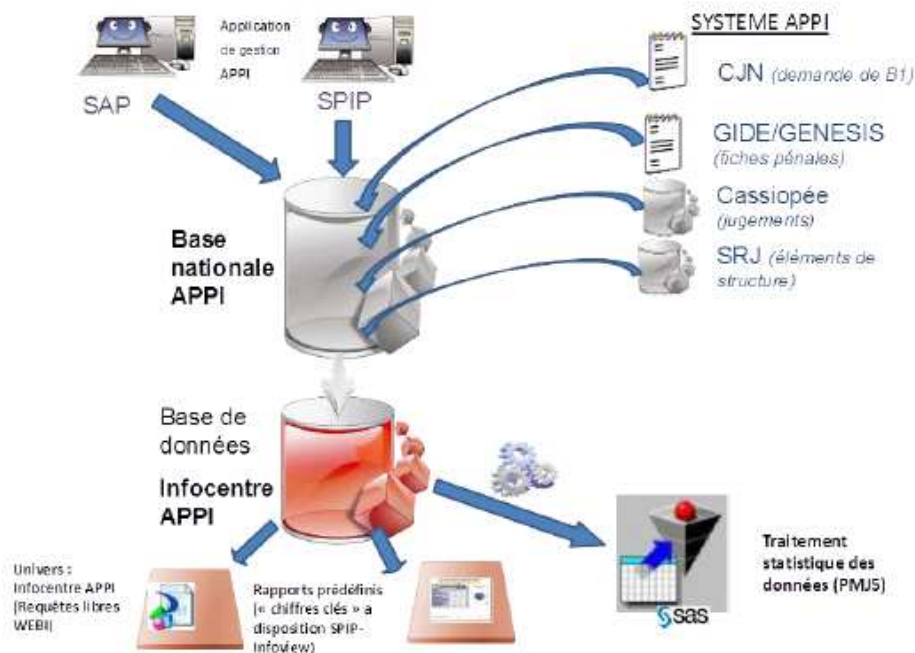 SYSTEME APPI
Application
de gestion
APPI
SAP
SPIP
CJN (demande de B1)
GIDE/GENESIS
(fiches pénales)
Cassiopée
(jugements)
SRJ (éléments de
structure)
Base
nationale
APPI
Base de
données
Infocentre
APPI
Univers :
Infocentre APPI
(Requêtes libres
WEBI)
Rapports prédéfinis
(« chiffres clés » a
disposition SPIP-
Infoview)
sas
Traitement
statistique des
données (PMJ5)